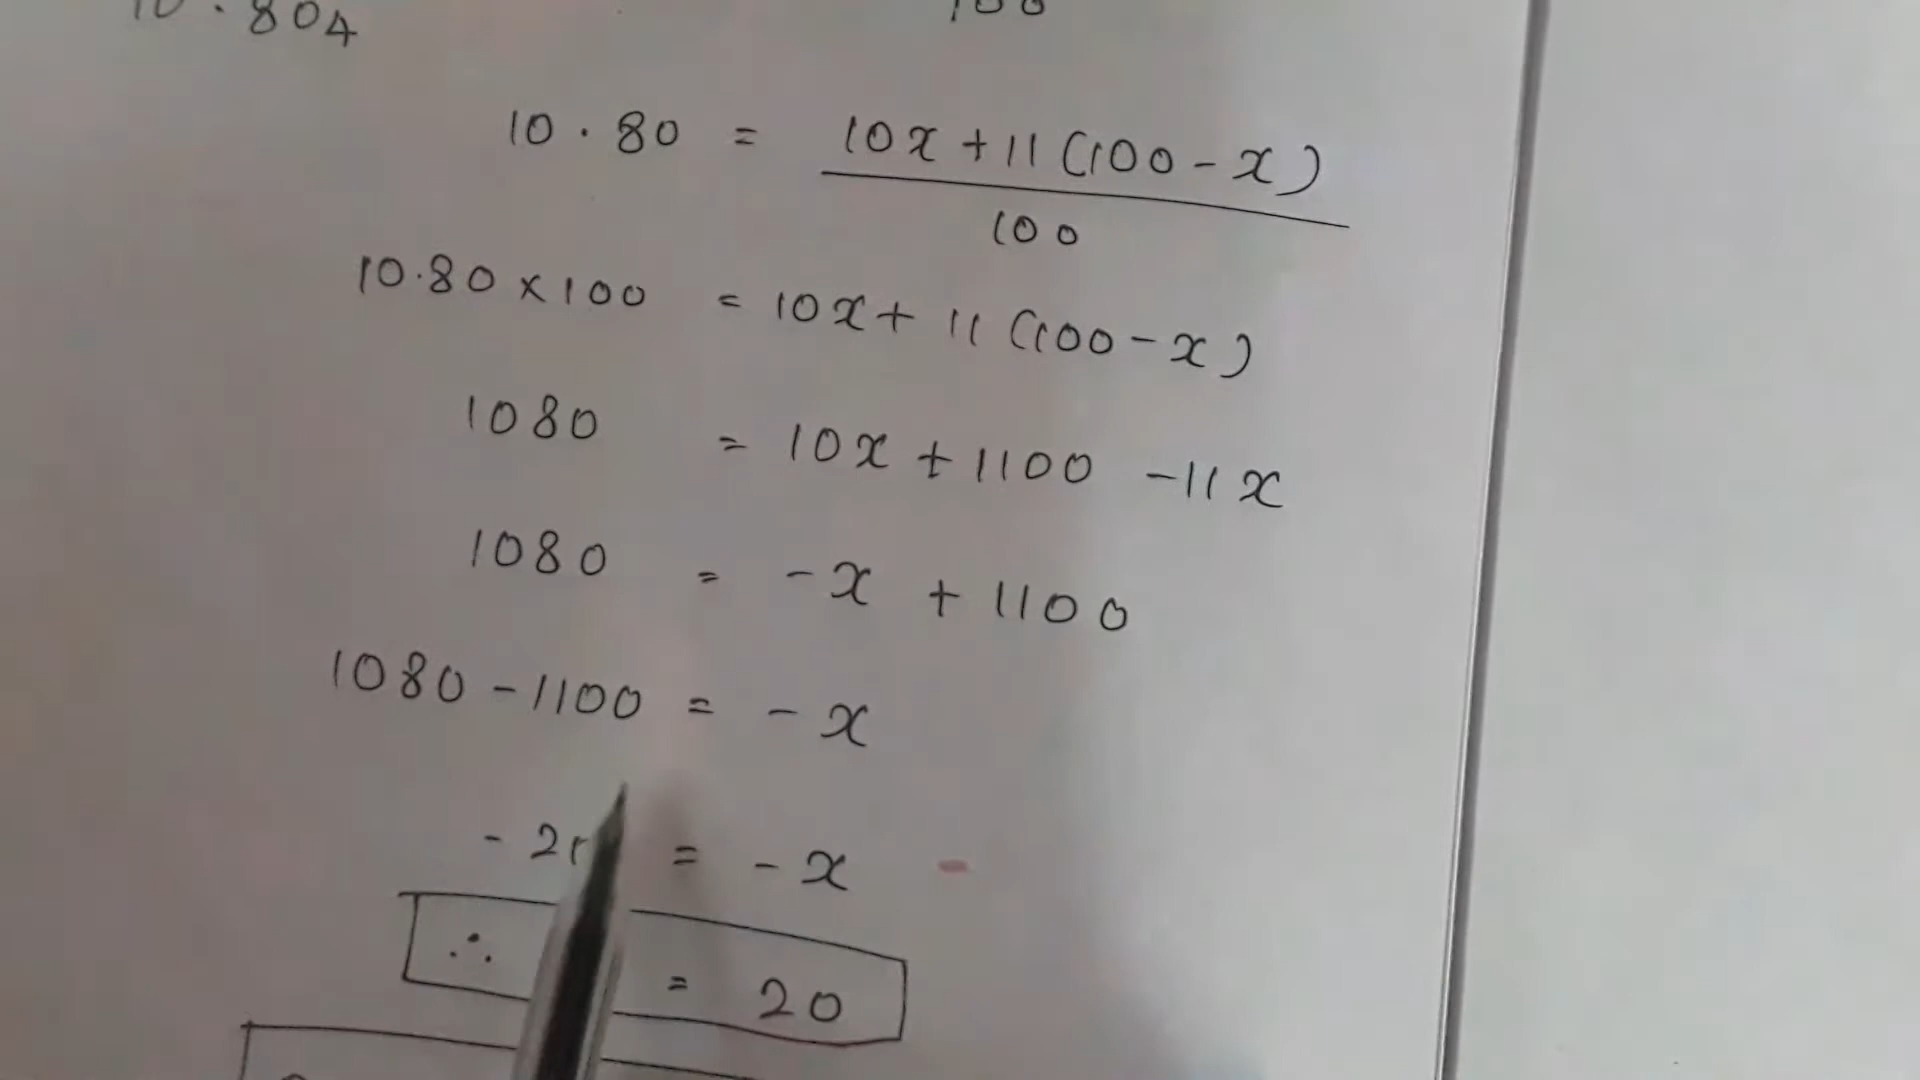 10.804
100
10.80 = 10x+11(100-x)
100
10.80×100 = 10x+ 11(100-x)
1080 = 10x + 1100 -11x
1080 = -x + 1100
1080-1100 = -x
= -x
∴ = 20